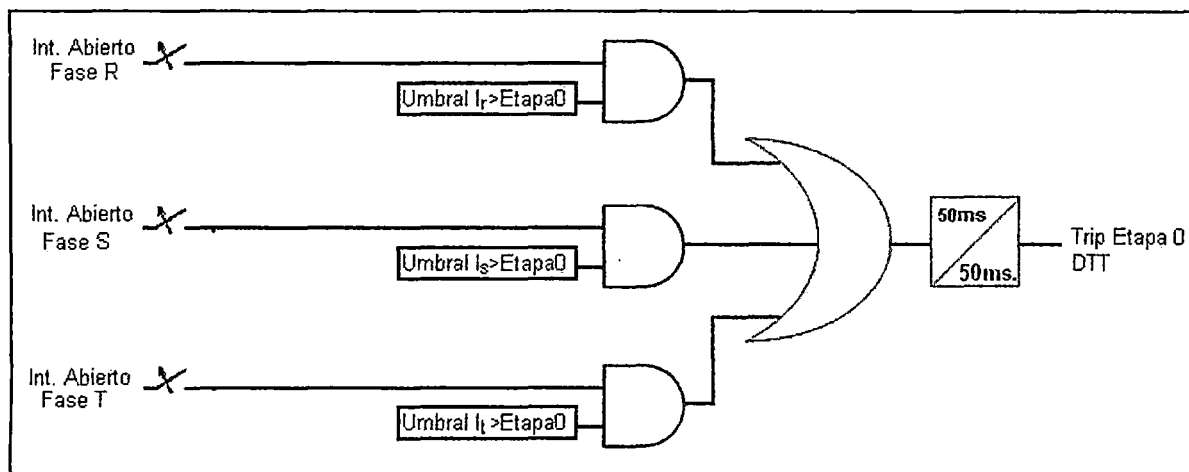 Int. Abierto
Fase R
Umbral Ir>Etapa0
Int. Abierto
Fase S
Umbral Is>Etapa0
50ms
50ms.
Trip Etapa 0
DTT
Int. Abierto
Fase T
Umbral It>Etapa0